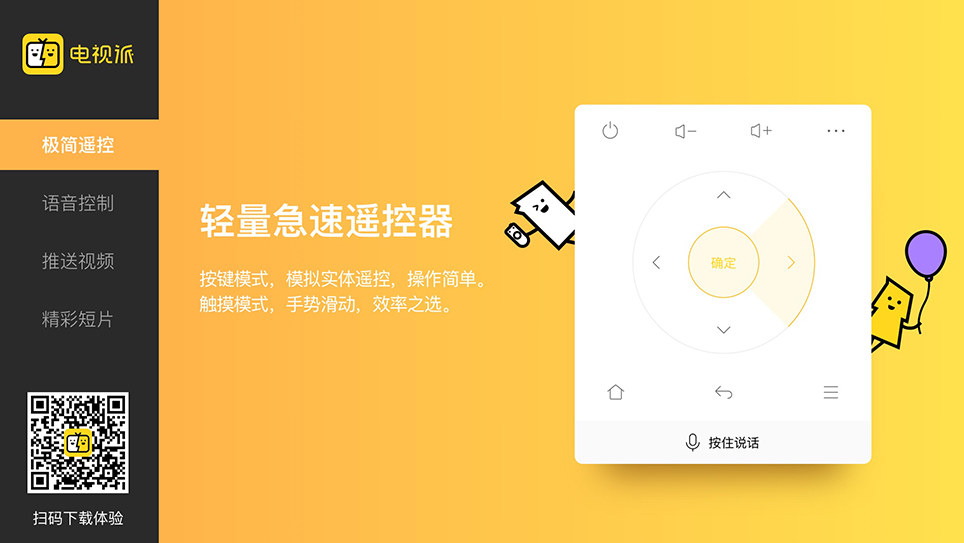 电视派
极简遥控
语音控制
推送视频
精彩短片
扫码下载体验
轻量急速遥控器
按键模式，模拟实体遥控，操作简单。
触摸模式，手势滑动，效率之选。
确定
按住说话